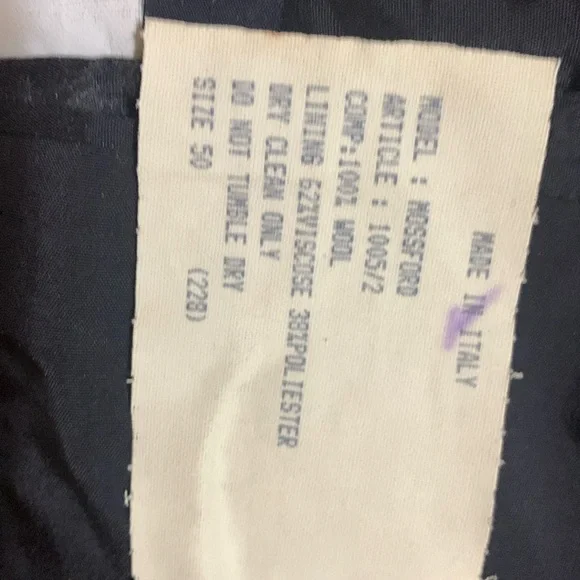 MADE IN ITALY
MODEL : MOSSFORD
ARTICLE : 1005/2
COMP:100% WOOL
LINING 62%VISCOSE 38%POLIESTER
DRY CLEAN ONLY
DO NOT TUMBLE DRY
SIZE 50 (228)